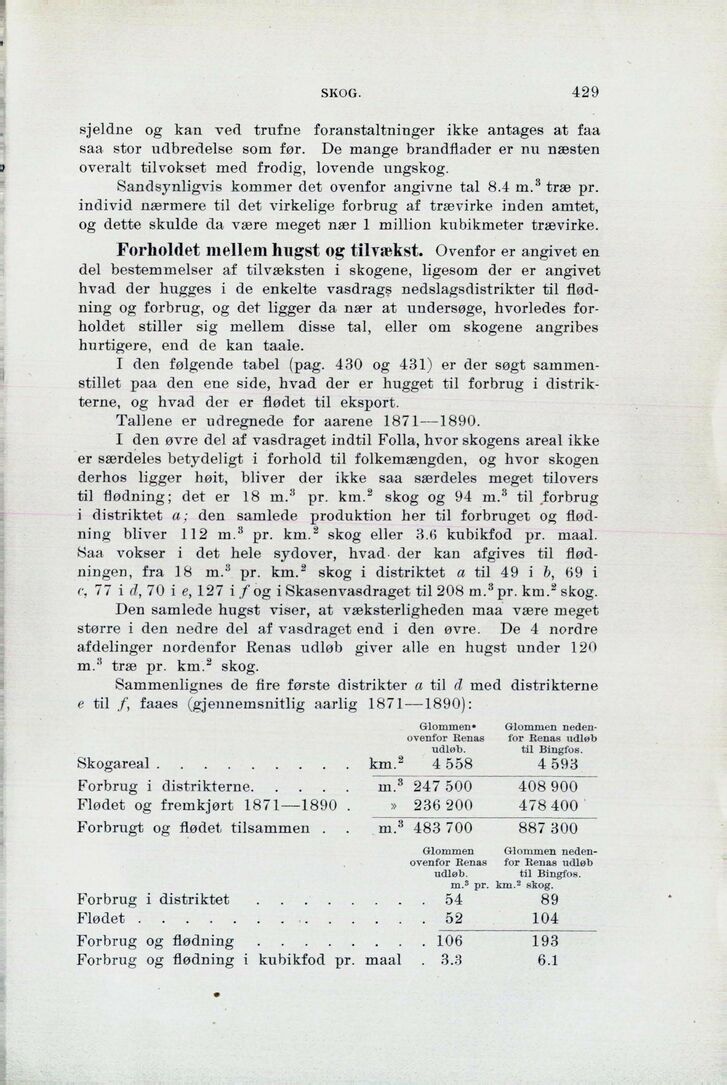 SKOG. 429
sjeldne og kan ved trufne foranstaltninger ikke antages at faa
saa stor udbredelse som før. De mange brandflader er nu næsten
overalt tilvokset med frodig, lovende ungskog.
Sandsynligvis kommer det ovenfor angivne tal 8.4 m.³ træ pr.
individ nærmere til det virkelige forbrug af trævirke inden amtet,
og dette skulde da være meget nær 1 million kubikmeter trævirke.
Forholdet mellem hugst og tilvækst. Ovenfor er angivet en
del bestemmelser af tilvæksten i skogene, ligesom der er angivet
hvad der hugges i de enkelte vasdrags nedslagsdistrikter til flød-
ning og forbrug, og det ligger da nær at undersøge, hvorledes for-
holdet stiller sig mellem disse tal, eller om skogene angribes
hurtigere, end de kan taale.
I den følgende tabel (pag. 430 og 431) er der søgt sammen-
stillet paa den ene side, hvad der er hugget til forbrug i distrik-
terne, og hvad der er flødet til eksport.
Tallene er udregnede for aarene 1871—1890.
I den øvre del af vasdraget indtil Folla, hvor skogens areal ikke
er særdeles betydeligt i forhold til folkemængden, og hvor skogen
derhos ligger høit, bliver der ikke saa særdeles meget tilovers
til flødning; det er 18 m.³ pr. km.² skog og 94 m.³ til forbrug
i distriktet a; den samlede produktion her til forbruget og flød-
ning bliver 112 m.³ pr. km.² skog eller 3.6 kubikfod pr. maal.
Saa vokser i det hele sydover, hvad der kan afgives til flød-
ningen, fra 18 m.³ pr. km.² skog i distriktet a til 49 i b, 69 i
c, 77 i d, 70 i e, 127 i f og i Skasenvasdraget til 208 m.³ pr. km.² skog.
Den samlede hugst viser, at væksterligheden maa være meget
større i den nedre del af vasdraget end i den øvre. De 4 nordre
afdelinger nordenfor Renas udløb giver alle en hugst under 120
m.³ træ pr. km.² skog.
Sammenlignes de fire første distrikter a til d med distrikterne
e til f, faaes (gjennemsnitlig aarlig 1871—1890):
Glommen Glommen neden-
ovenfor Renas for Renas udløb
udløb. til Bingfos.
Skogareal . . . . . . . . . km.² 4 558 4 593
Forbrug i distrikterne. . . . . m.³ 247 500 408 900
Flødet og fremkjørt 1871—1890 . » 236 200 478 400
Forbrugt og flødet tilsammen . . m.³ 483 700 887 300
Glommen Glommen neden-
ovenfor Renas for Renas udløb
udløb. til Bingfos.
m.³ pr. km.² skog.
Forbrug i distriktet . . . . . . . . 54 89
Flødet . . . . . . . . . . . . . 52 104
Forbrug og flødning . . . . . . . . 106 193
Forbrug og flødning i kubikfod pr. maal . 3.3 6.1